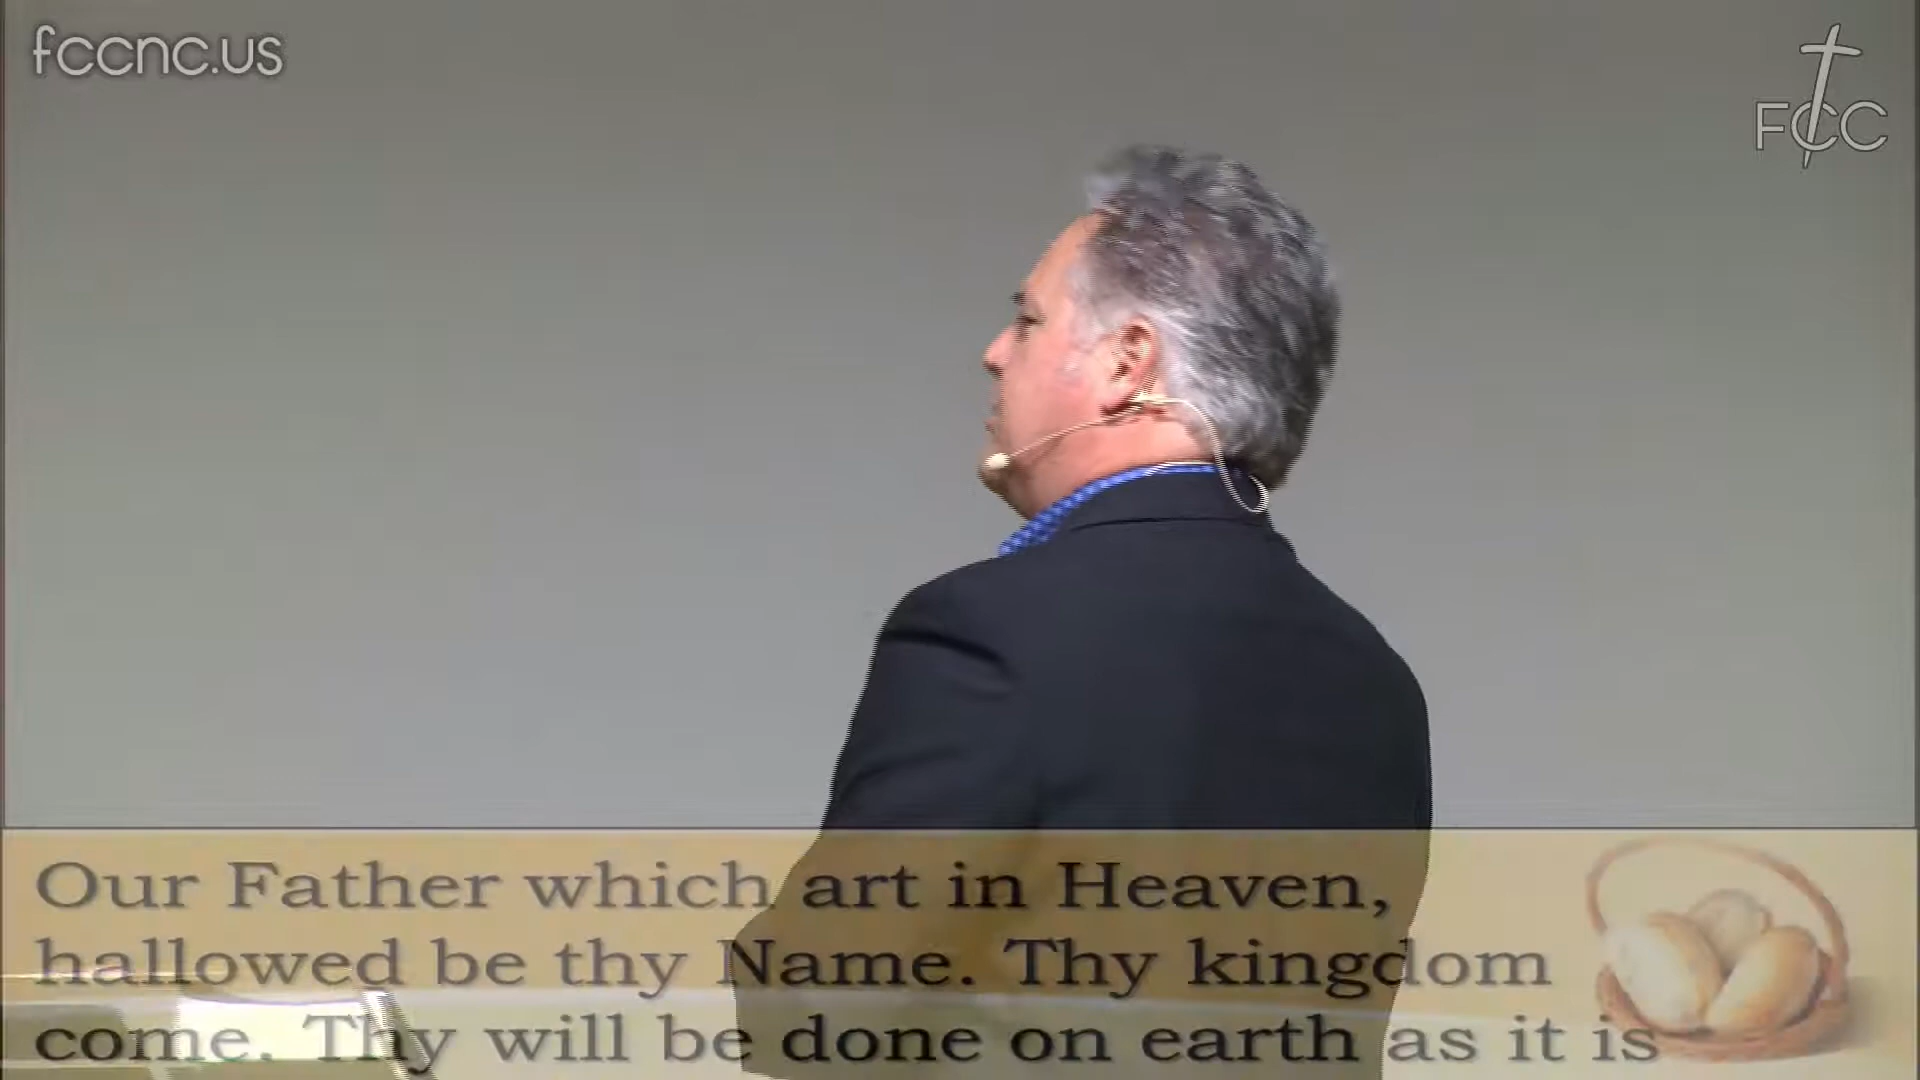 fccnc.us
FCC
Our Father which art in Heaven,
hallowed be thy Name. Thy kingdom
come. Thy will be done on earth as it is